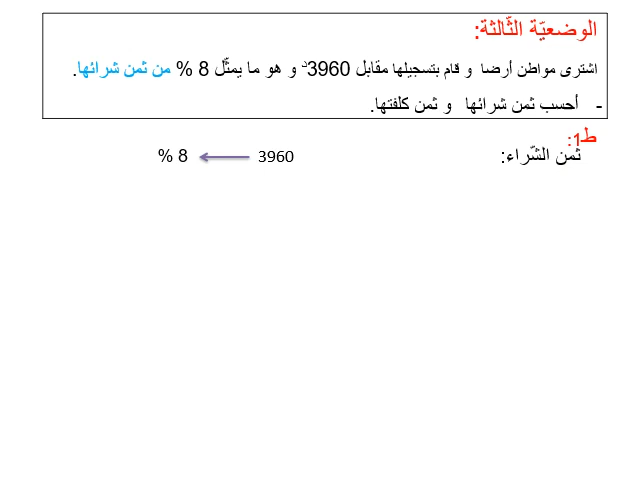 الوضعيّة الثّالثة:
اشترى مواطن أرضا و قام بتسجيلها مقابل 3960د و هو ما يمثّل 8 % من ثمن شرائها.
- أحسب ثمن شرائها و ثمن كلفتها.
ط1:
ثمن الشّراء: 3960 8 %